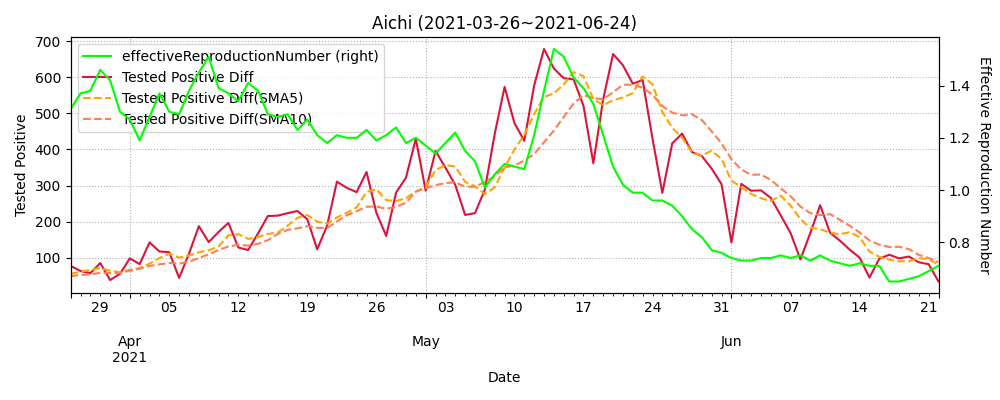 Aichi (2021-03-26~2021-06-24)
effectiveReproductionNumber (right)
Tested Positive Diff
Tested Positive Diff(SMA5)
Tested Positive Diff(SMA10)
Tested Positive
700
600
500
400
300
200
100
1.4
1.2
1.0
0.8
Effective Reproduction Number
29 05 12 19 26 03 10 17 24 31 07 14 21
Apr May Jun
2021
Date